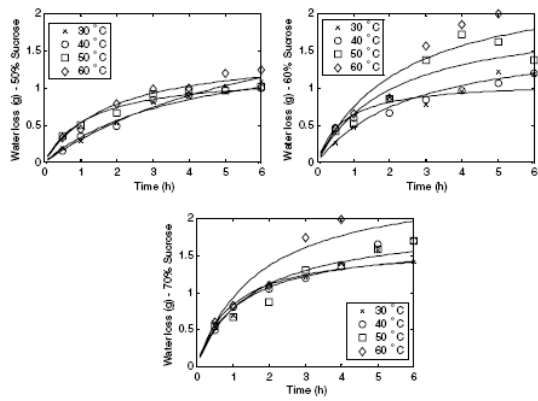 2
1.5
1
0.5
0
0 1 2 3 4 5 6
Time (h)
Water loss (g) - 50% Sucrose
× 30 °C
○ 40 °C
□ 50 °C
◇ 60 °C
2
1.5
1
0.5
0
0 1 2 3 4 5 6
Time (h)
Water loss (g) - 60% Sucrose
× 30 °C
○ 40 °C
□ 50 °C
◇ 60 °C
2
1.5
1
0.5
0
0 1 2 3 4 5 6
Time (h)
Water loss (g) - 70% Sucrose
× 30 °C
○ 40 °C
□ 50 °C
◇ 60 °C